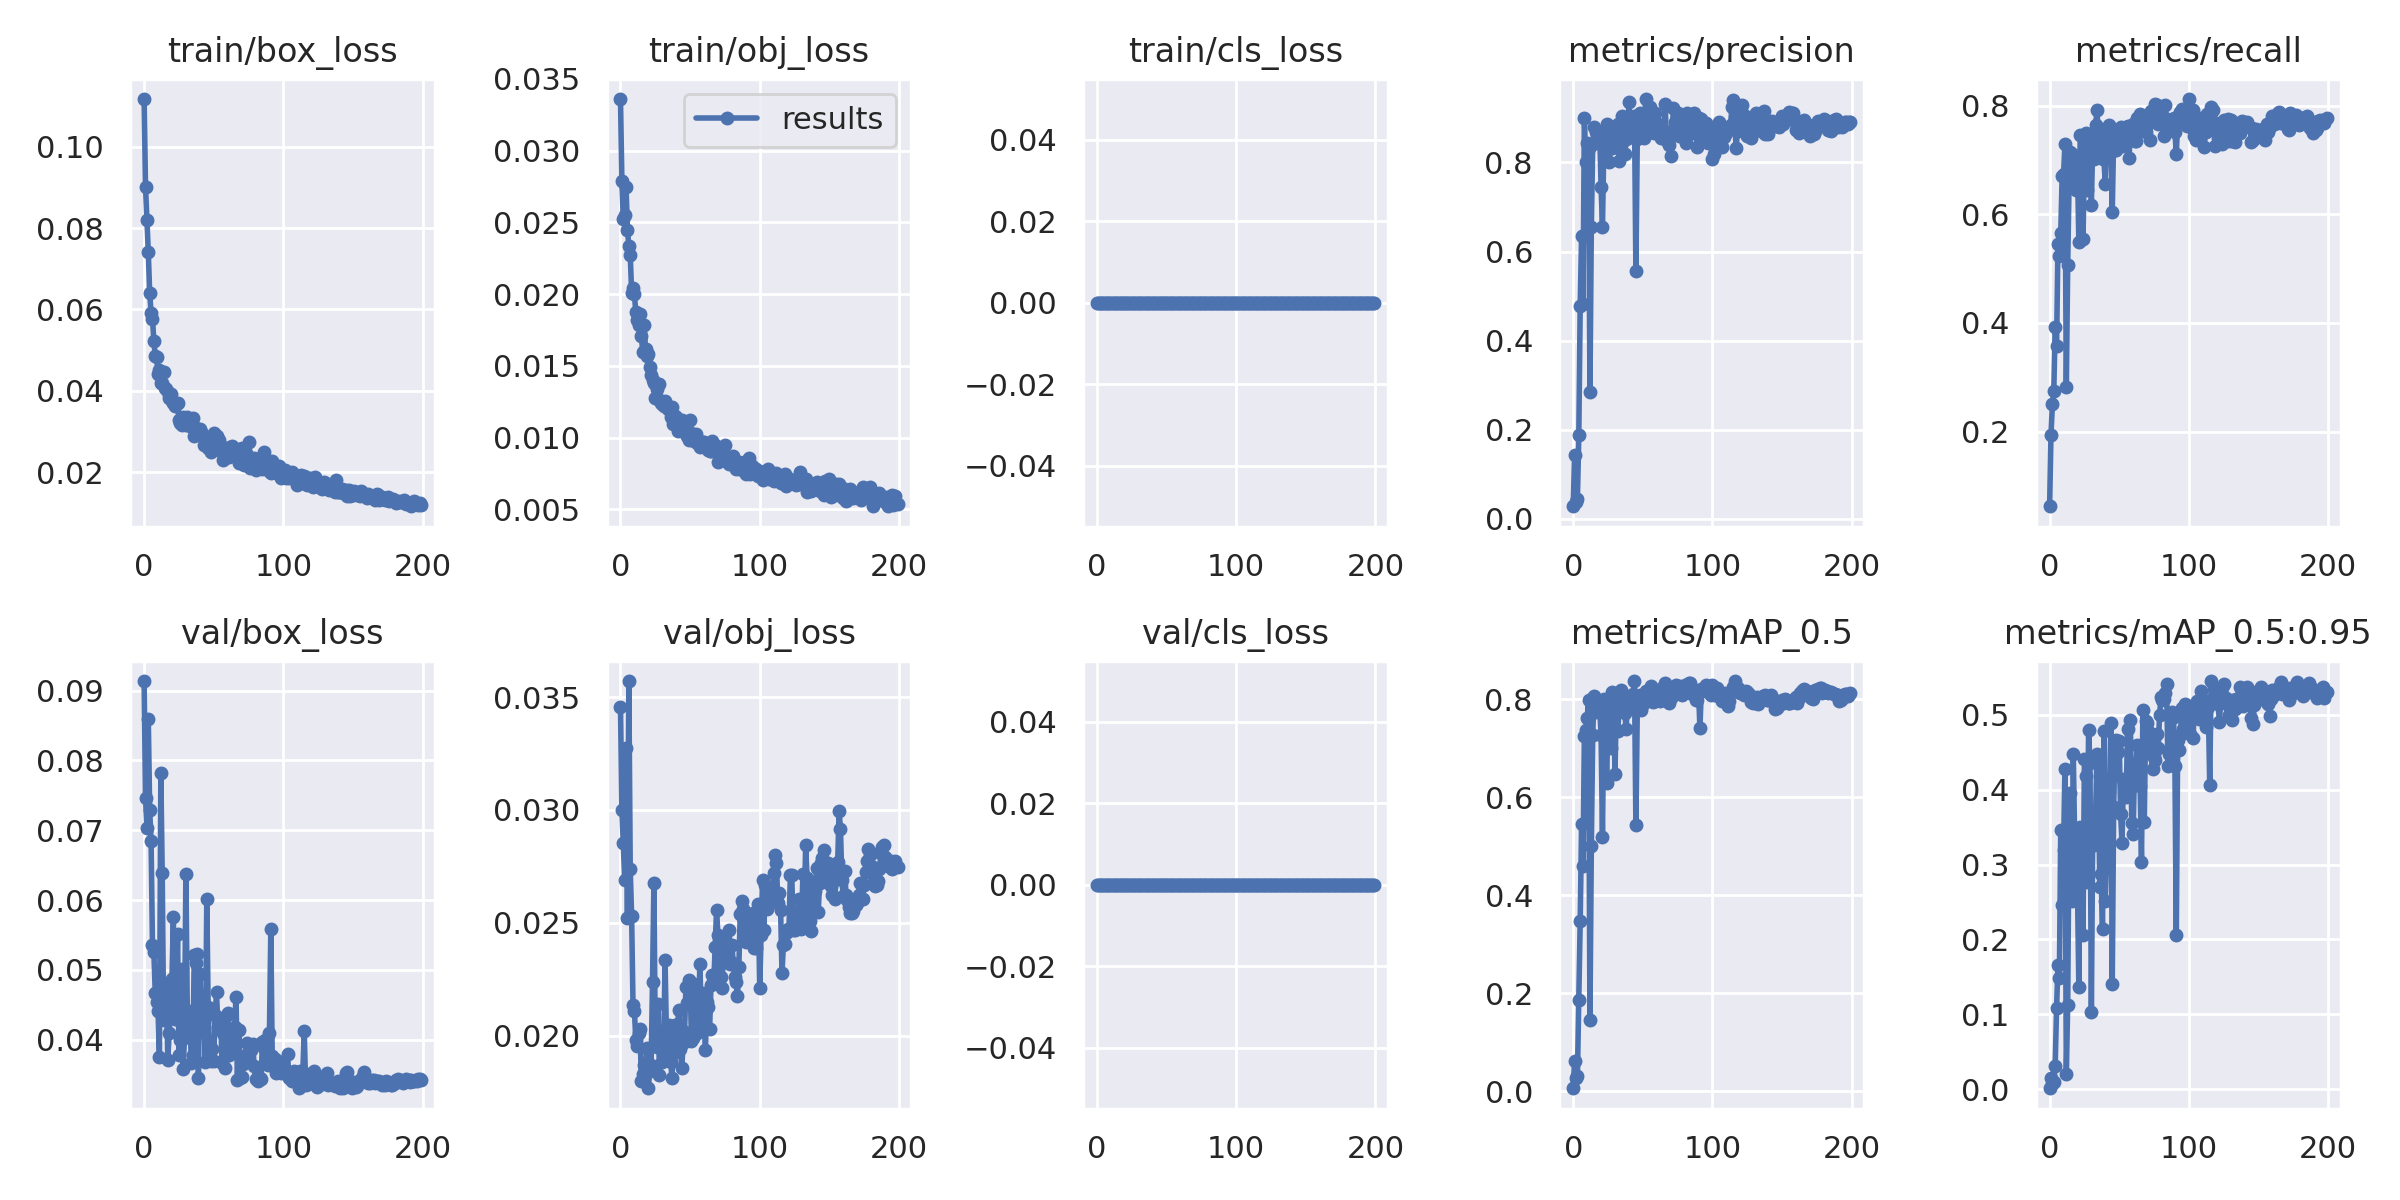 train/box_loss
0.10
0.08
0.06
0.04
0.02
0 100 200
train/obj_loss
results
0.035
0.030
0.025
0.020
0.015
0.010
0.005
0 100 200
train/cls_loss
0.04
0.02
0.00
−0.02
−0.04
0 100 200
metrics/precision
0.8
0.6
0.4
0.2
0.0
0 100 200
metrics/recall
0.8
0.6
0.4
0.2
0 100 200
val/box_loss
0.09
0.08
0.07
0.06
0.05
0.04
0 100 200
val/obj_loss
0.035
0.030
0.025
0.020
0 100 200
val/cls_loss
0.04
0.02
0.00
−0.02
−0.04
0 100 200
metrics/mAP_0.5
0.8
0.6
0.4
0.2
0.0
0 100 200
metrics/mAP_0.5:0.95
0.5
0.4
0.3
0.2
0.1
0.0
0 100 200